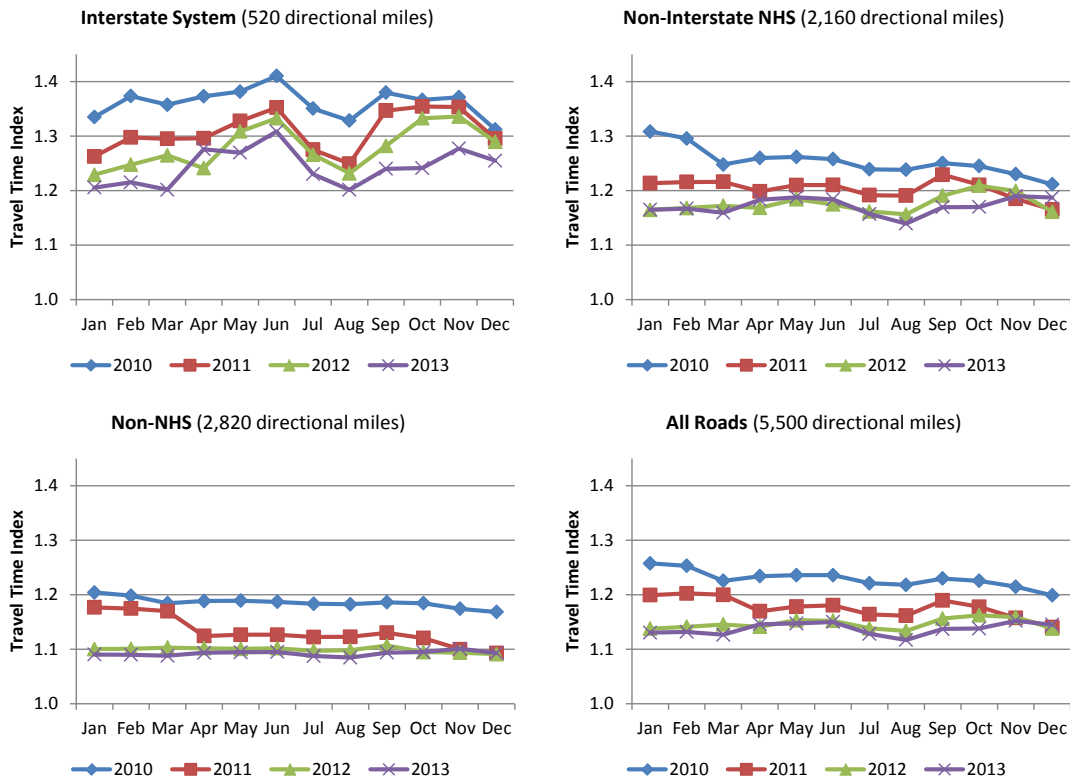 Interstate System (520 directional miles)
Travel Time Index
1.4
1.3
1.2
1.1
1.0
Jan Feb Mar Apr May Jun Jul Aug Sep Oct Nov Dec
2010 2011 2012 2013
Non-Interstate NHS (2,160 drectional miles)
Travel Time Index
1.4
1.3
1.2
1.1
1.0
Jan Feb Mar Apr May Jun Jul Aug Sep Oct Nov Dec
2010 2011 2012 2013
Non-NHS (2,820 directional miles)
Travel Time Index
1.4
1.3
1.2
1.1
1.0
Jan Feb Mar Apr May Jun Jul Aug Sep Oct Nov Dec
2010 2011 2012 2013
All Roads (5,500 directional miles)
Travel Time Index
1.4
1.3
1.2
1.1
1.0
Jan Feb Mar Apr May Jun Jul Aug Sep Oct Nov Dec
2010 2011 2012 2013